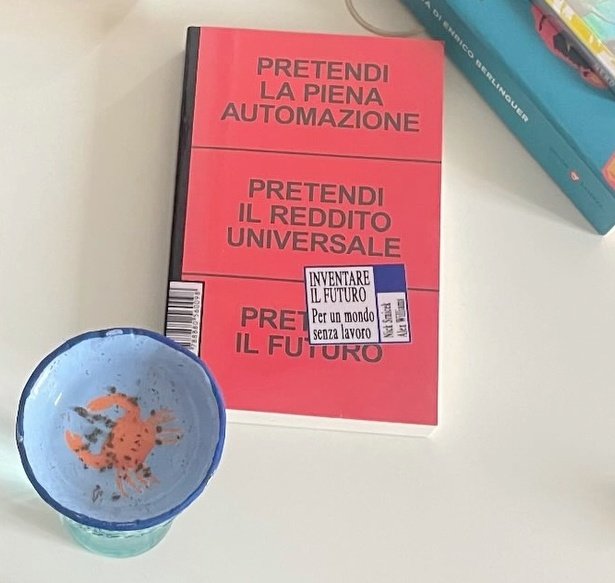 PRETENDI
LA PIENA
AUTOMAZIONE
PRETENDI
IL REDDITO
UNIVERSALE
IL FUTURO
INVENTARE
IL FUTURO
Per un mondo
senza lavoro
Nick Srnicek
Alex Williams
DI ENRICO BERLINGUER